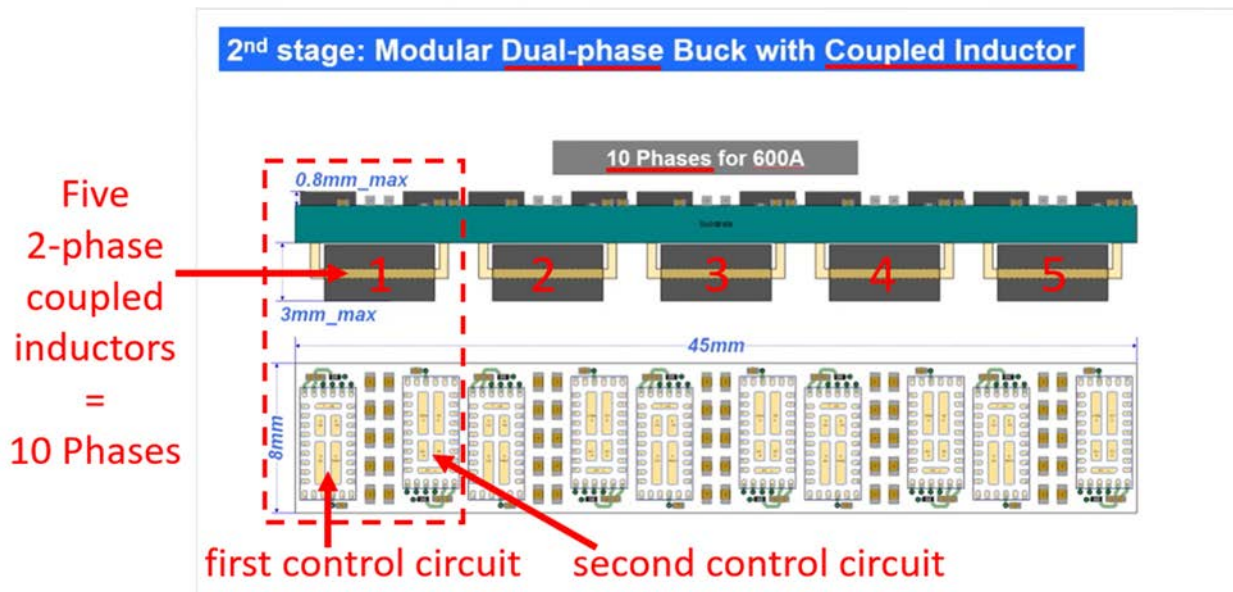 2nd stage: Modular Dual-phase Buck with Coupled Inductor
10 Phases for 600A
0.8mm_max
Five
2-phase
coupled
inductors
=
10 Phases
1
2
3
4
5
3mm_max
45mm
8mm
first control circuit
second control circuit